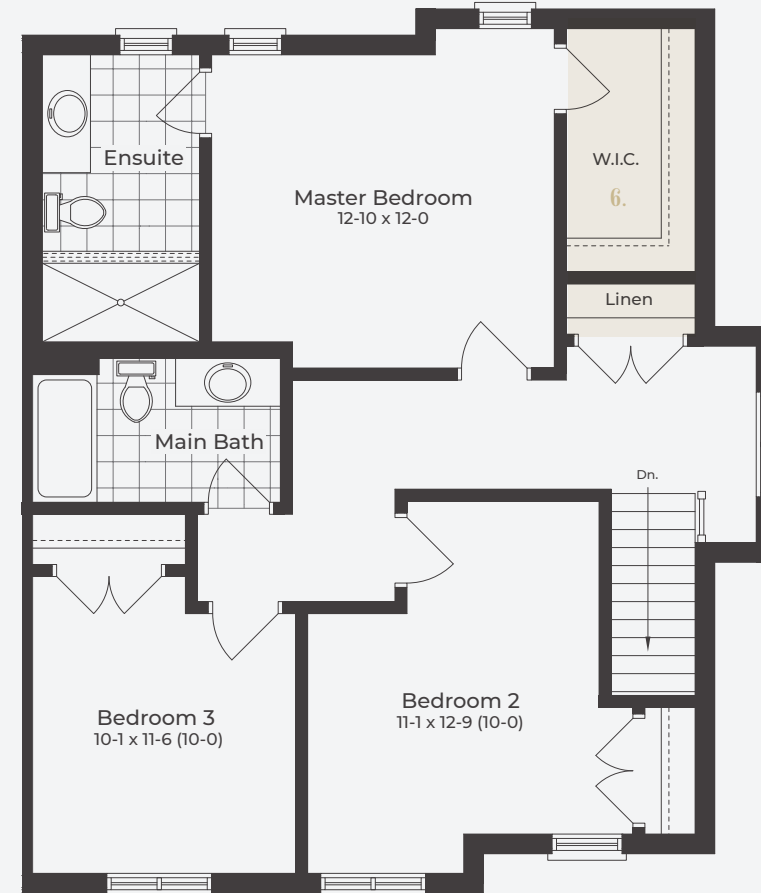 Ensuite
Master Bedroom
12-10 x 12-0
W.I.C.
6.
Linen
Main Bath
Dn.
Bedroom 3
10-1 x 11-6 (10-0)
Bedroom 2
11-1 x 12-9 (10-0)